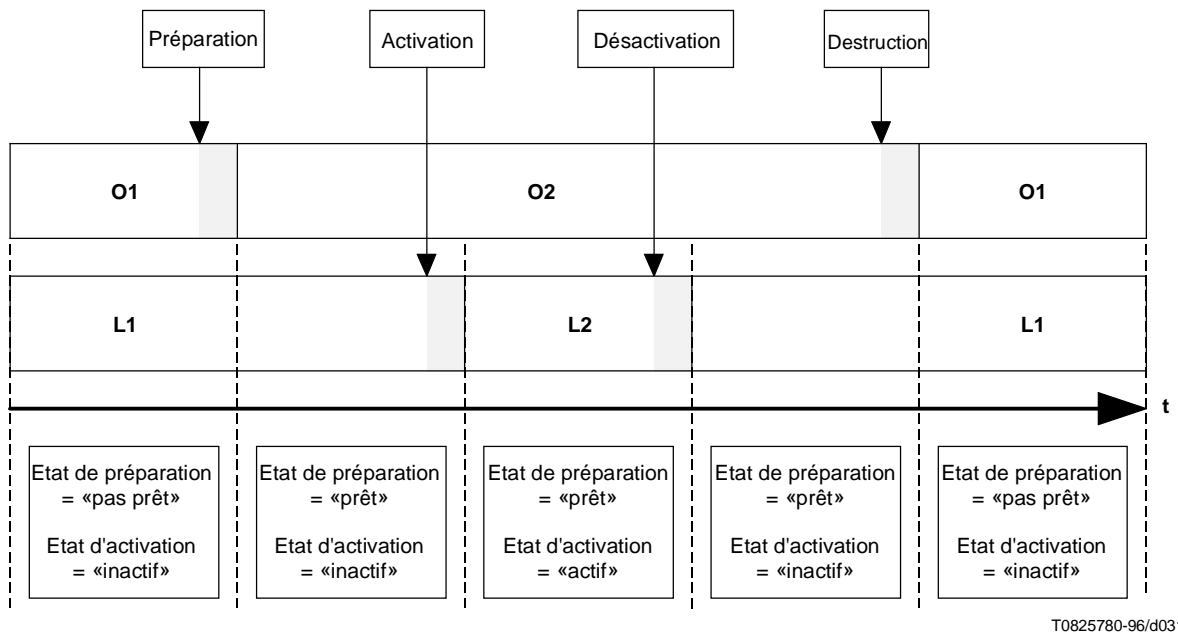 Préparation
Activation
Désactivation
Destruction
O1
O2
O1
L1
L2
L1
t
Etat de préparation
= «pas prêt»
Etat d'activation
= «inactif»
Etat de préparation
= «prêt»
Etat d'activation
= «inactif»
Etat de préparation
= «prêt»
Etat d'activation
= «actif»
Etat de préparation
= «prêt»
Etat d'activation
= «inactif»
Etat de préparation
= «pas prêt»
Etat d'activation
= «inactif»